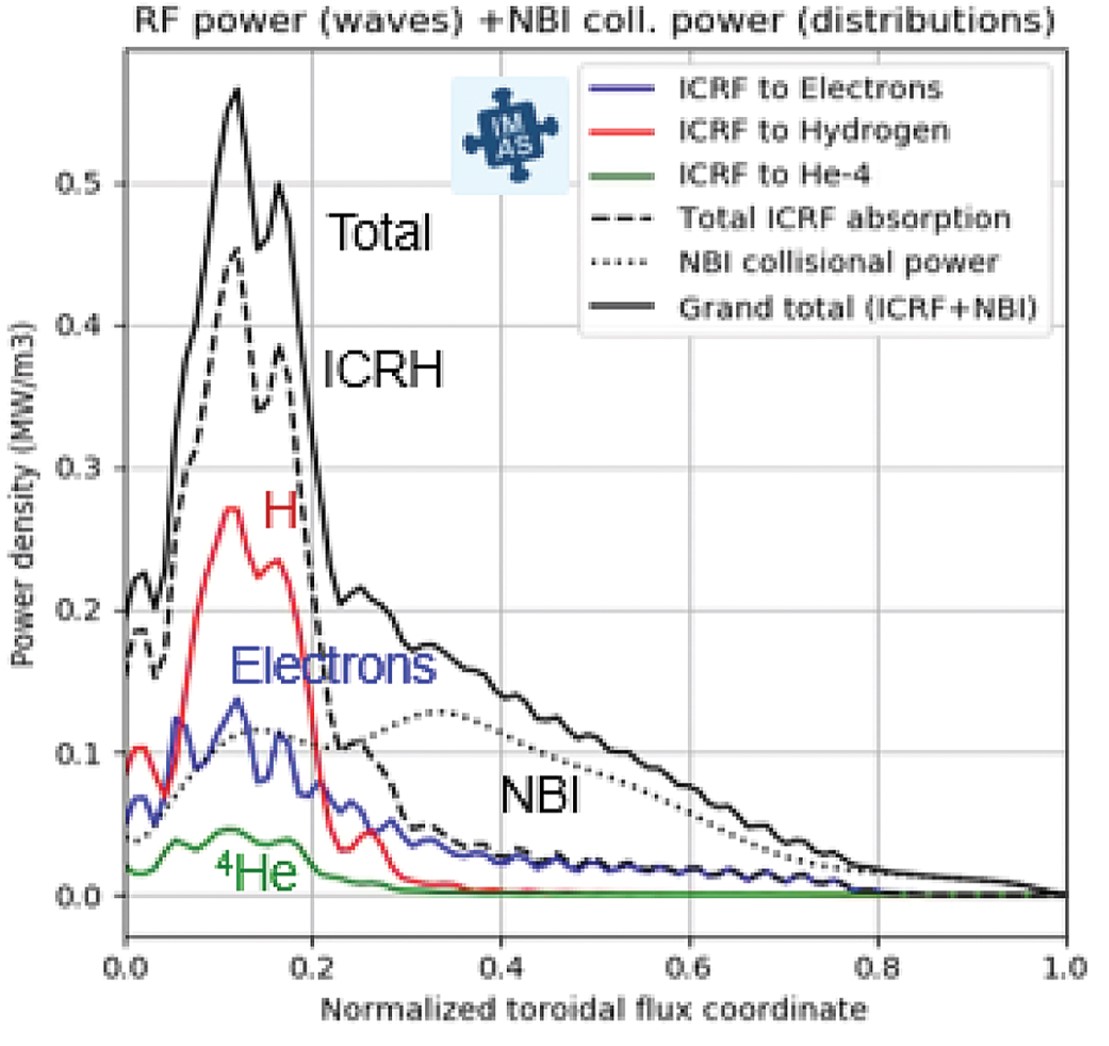 RF power (waves) +NBI coll. power (distributions)
IM
AS
ICRF to Electrons
ICRF to Hydrogen
ICRF to He-4
Total ICRF absorption
NBI collisional power
Grand total (ICRF+NBI)
Total
ICRH
H
Electrons
NBI
⁴He
Power density (MW/m3)
0.5
0.4
0.3
0.2
0.1
0.0
0.0 0.2 0.4 0.6 0.8 1.0
Normalized toroidal flux coordinate